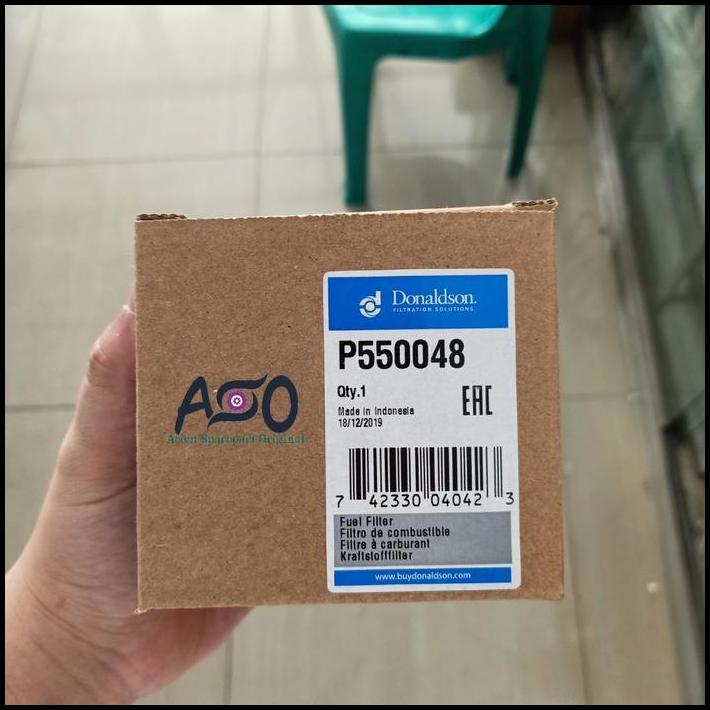 Donaldson.
FILTRATION SOLUTIONS
P550048
Qty.1
Made in Indonesia
18/12/2019
EAC
7 42330 04042 3
Fuel Filter
Filtro de combustible
Filtre à carburant
Kraftstofffilter
www.buydonaldson.com
ASO
Sparepart Original